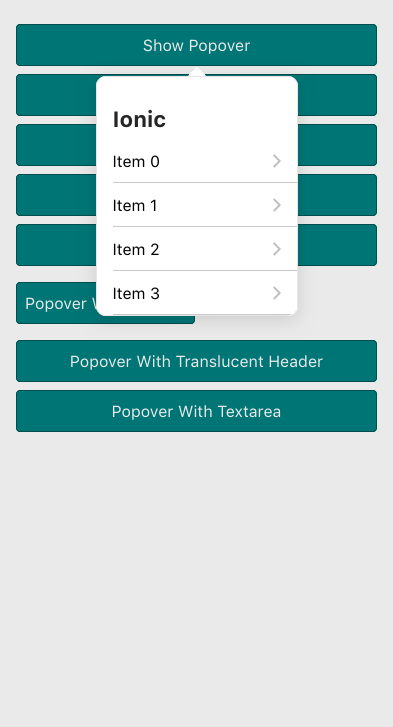 Show Popover
Ionic
Item 0
Item 1
Item 2
Item 3
Popover
Popover With Translucent Header
Popover With Textarea